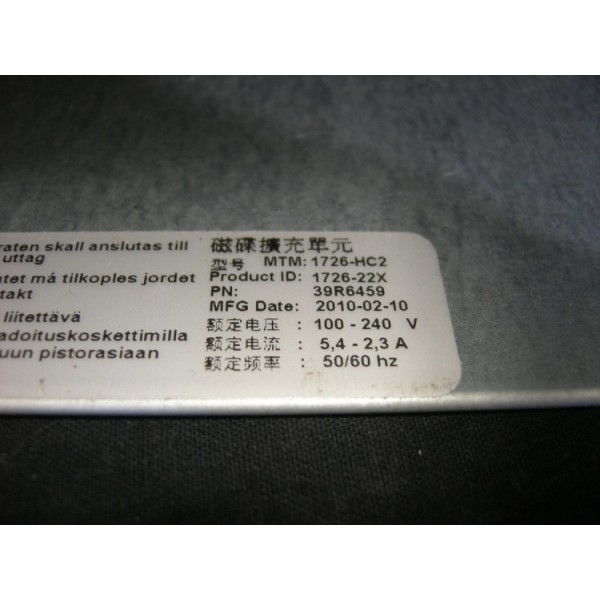 raten skall anslutas till
uttag
tet må tilkoples jordet
takt
liitettävä
adoituskoskettimilla
uun pistorasiaan
磁碟擴充單元
型号 MTM: 1726-HC2
Product ID: 1726-22X
PN: 39R6459
MFG Date: 2010-02-10
额定电压 : 100 - 240 V
额定电流 : 5,4 - 2,3 A
额定频率 : 50/60 hz